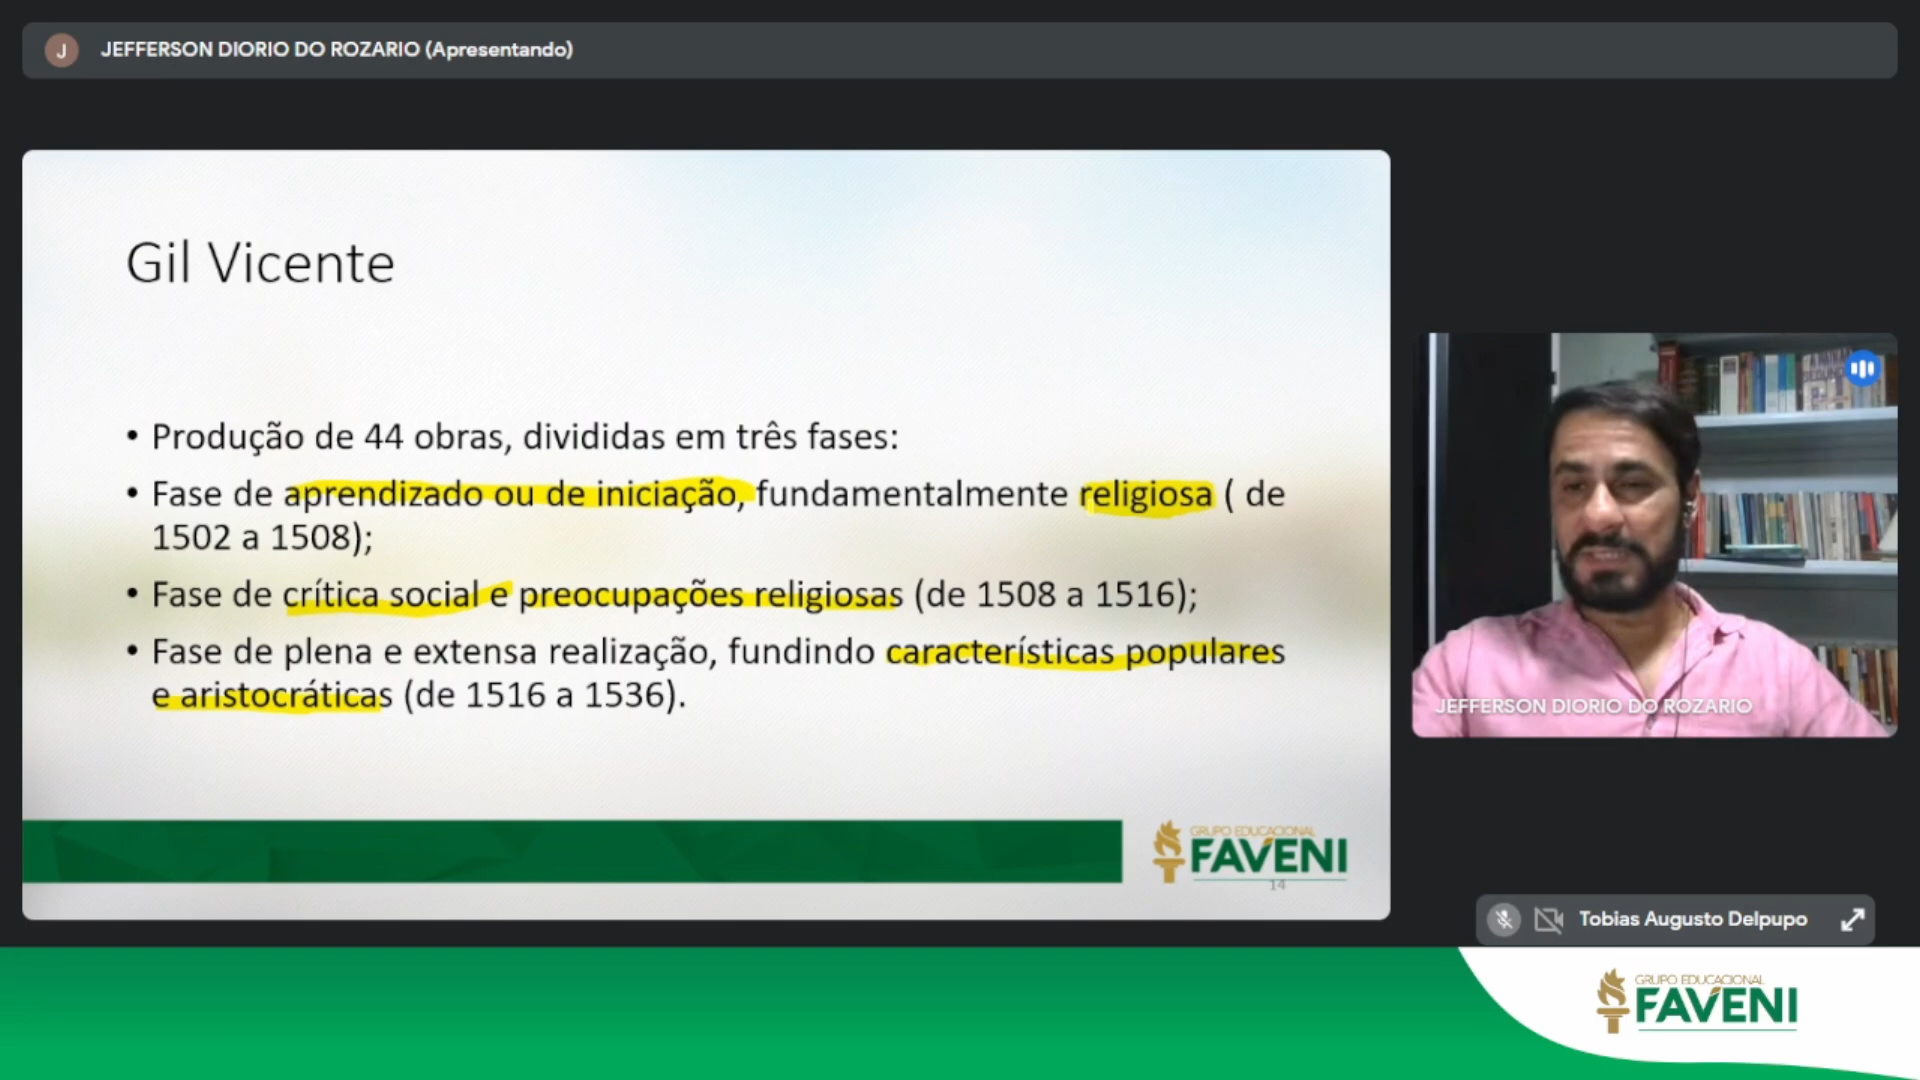 J
JEFFERSON DIORIO DO ROZARIO (Apresentando)
Gil Vicente
• Produção de 44 obras, divididas em três fases:
• Fase de aprendizado ou de iniciação, fundamentalmente religiosa ( de
1502 a 1508);
• Fase de crítica social e preocupações religiosas (de 1508 a 1516);
• Fase de plena e extensa realização, fundindo características populares
e aristocráticas (de 1516 a 1536).
GRUPO EDUCACIONAL
FAVENI
14
JEFFERSON DIORIO DO ROZARIO
Tobias Augusto Delpupo
GRUPO EDUCACIONAL
FAVENI